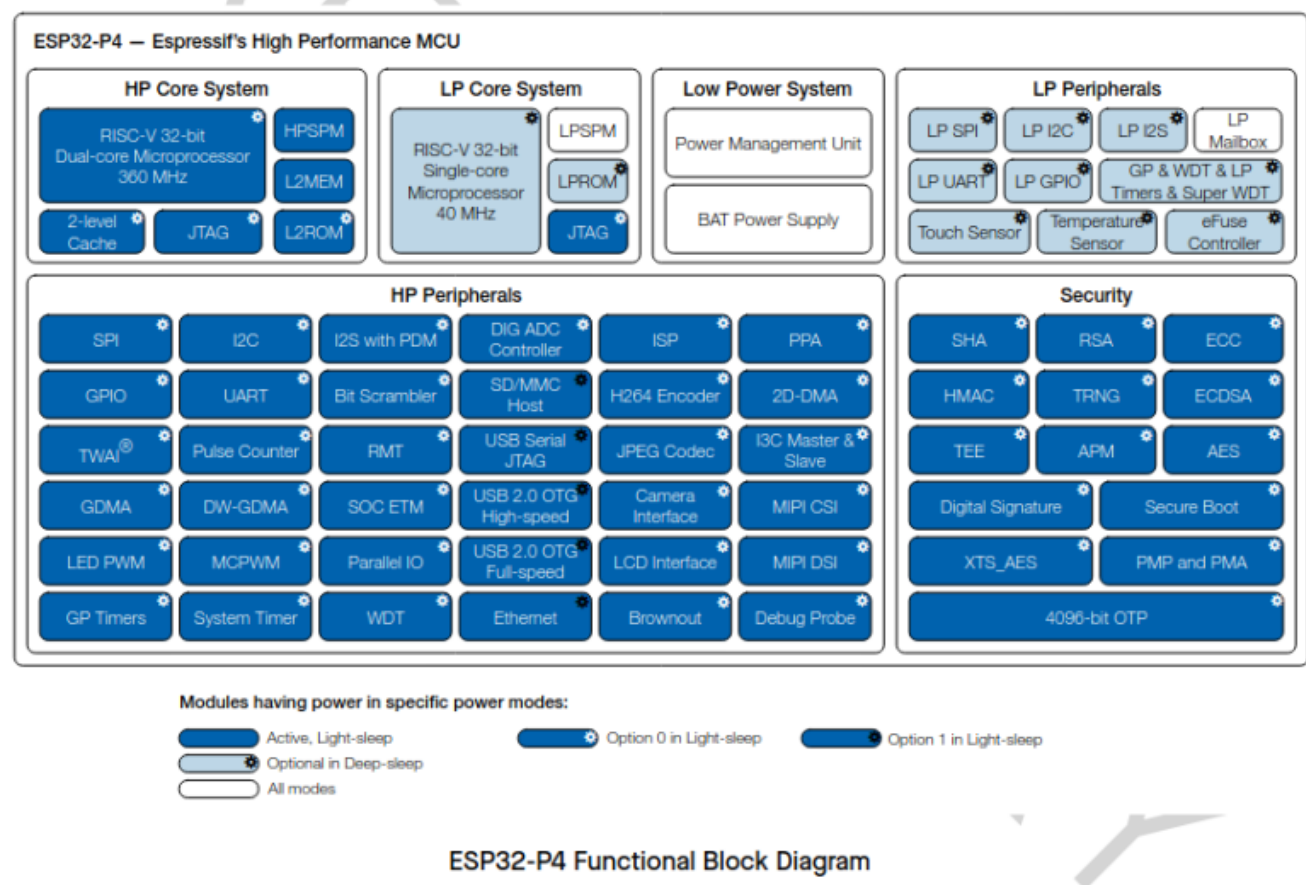 ESP32-P4 — Espressif's High Performance MCU
HP Core System
RISC-V 32-bit
Dual-core Microprocessor
360 MHz
HPSPM
L2MEM
2-level
Cache
JTAG
L2ROM
LP Core System
RISC-V 32-bit
Single-core
Microprocessor
40 MHz
LPSPM
LPROM
JTAG
Low Power System
Power Management Unit
BAT Power Supply
LP Peripherals
LP SPI
LP I2C
LP I2S
LP
Mailbox
LP UART
LP GPIO
GP & WDT & LP
Timers & Super WDT
Touch Sensor
Temperature
Sensor
eFuse
Controller
HP Peripherals
SPI
I2C
I2S with PDM
DIG ADC
Controller
ISP
PPA
GPIO
UART
Bit Scrambler
SD/MMC
Host
H264 Encoder
2D-DMA
TWAI®
Pulse Counter
RMT
USB Serial
JTAG
JPEG Codec
I3C Master &
Slave
GDMA
DW-GDMA
SOC ETM
USB 2.0 OTG
High-speed
Camera
Interface
MIPI CSI
LED PWM
MCPWM
Parallel IO
USB 2.0 OTG
Full-speed
LCD Interface
MIPI DSI
GP Timers
System Timer
WDT
Ethernet
Brownout
Debug Probe
Security
SHA
RSA
ECC
HMAC
TRNG
ECDSA
TEE
APM
AES
Digital Signature
Secure Boot
XTS_AES
PMP and PMA
4096-bit OTP
Modules having power in specific power modes:
Active, Light-sleep
Option 0 in Light-sleep
Option 1 in Light-sleep
Optional in Deep-sleep
All modes
ESP32-P4 Functional Block Diagram